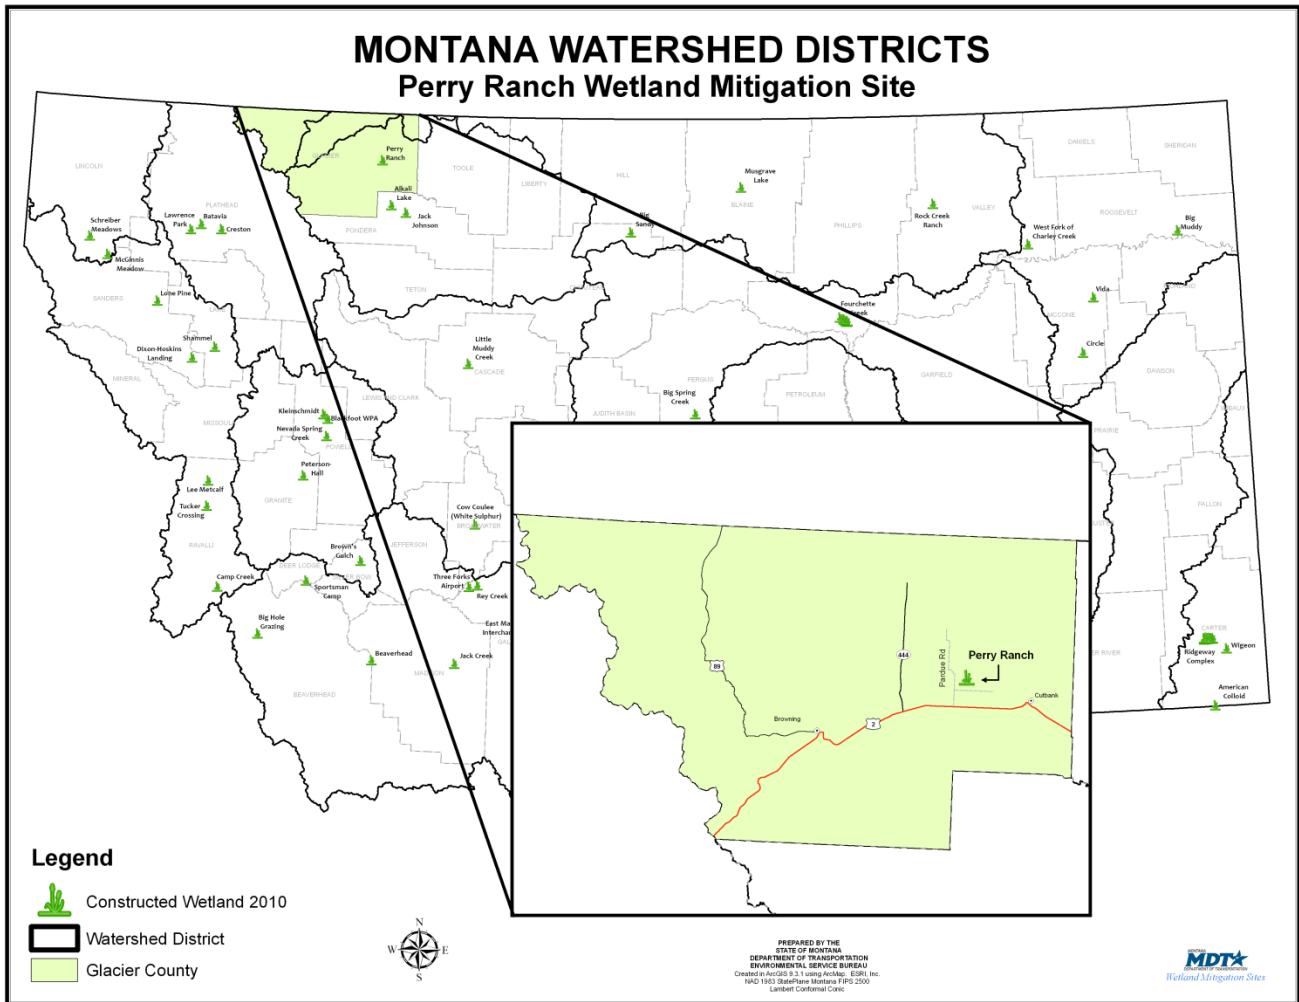 MONTANA WATERSHED DISTRICTS
Perry Ranch Wetland Mitigation Site
LINCOLN
FLATHEAD
Perry
Ranch
TOOLE
LIBERTY
HILL
Musgrave
Lake
BLAINE
PHILLIPS
Rock Creek
Ranch
VALLEY
DANIELS
SHERIDAN
ROOSEVELT
Big
Muddy
West Fork of
Charley Creek
Schreiber
Meadows
McGinnis
Meadow
Lawrence
Park
Batavia
Creston
Alkali
Lake
Jack
Johnson
PONDERA
Big
Sandy
SANDERS
Lone Pine
TETON
Fourchette
Creek
Vida
MCCONE
Circle
Shammel
Dixon-Hoskins
Landing
MINERAL
Little
Muddy
Creek
CASCADE
FERGUS
PETROLEUM
GARFIELD
DAWSON
Big Spring
Creek
JUDITH BASIN
LEWIS AND CLARK
PRAIRIE
Kleinschmidt
Blackfoot WPA
Nevada Spring
Creek
POWELL
MISSOULA
Peterson-
Hall
GRANITE
Lee Metcalf
Tucker
Crossing
RAVALLI
Cow Coulee
(White Sulphur)
BROADWATER
JEFFERSON
Brown's
Gulch
DEER LODGE
Sportsman
Camp
Camp Creek
Three Forks
Airport
Rey Creek
Big Hole
Grazing
Beaverhead
Jack Creek
MADISON
BEAVERHEAD
FALLON
CARTER
Ridgeway
Complex
Wigeon
American
Colloid
89
444
Pardue Rd
Perry Ranch
Cutbank
Browning
2
Legend
Constructed Wetland 2010
Watershed District
Glacier County
N
W
E
S
PREPARED BY THE
STATE OF MONTANA
DEPARTMENT OF TRANSPORTATION
ENVIRONMENTAL SERVICE BUREAU
Created in ArcGIS 9.3.1 using ArcMap. ESRI, Inc.
NAD 1983 StatePlane Montana FIPS 2500
Lambert Conformal Conic
MONTANA
MDT
DEPARTMENT OF TRANSPORTATION
Wetland Mitigation Sites